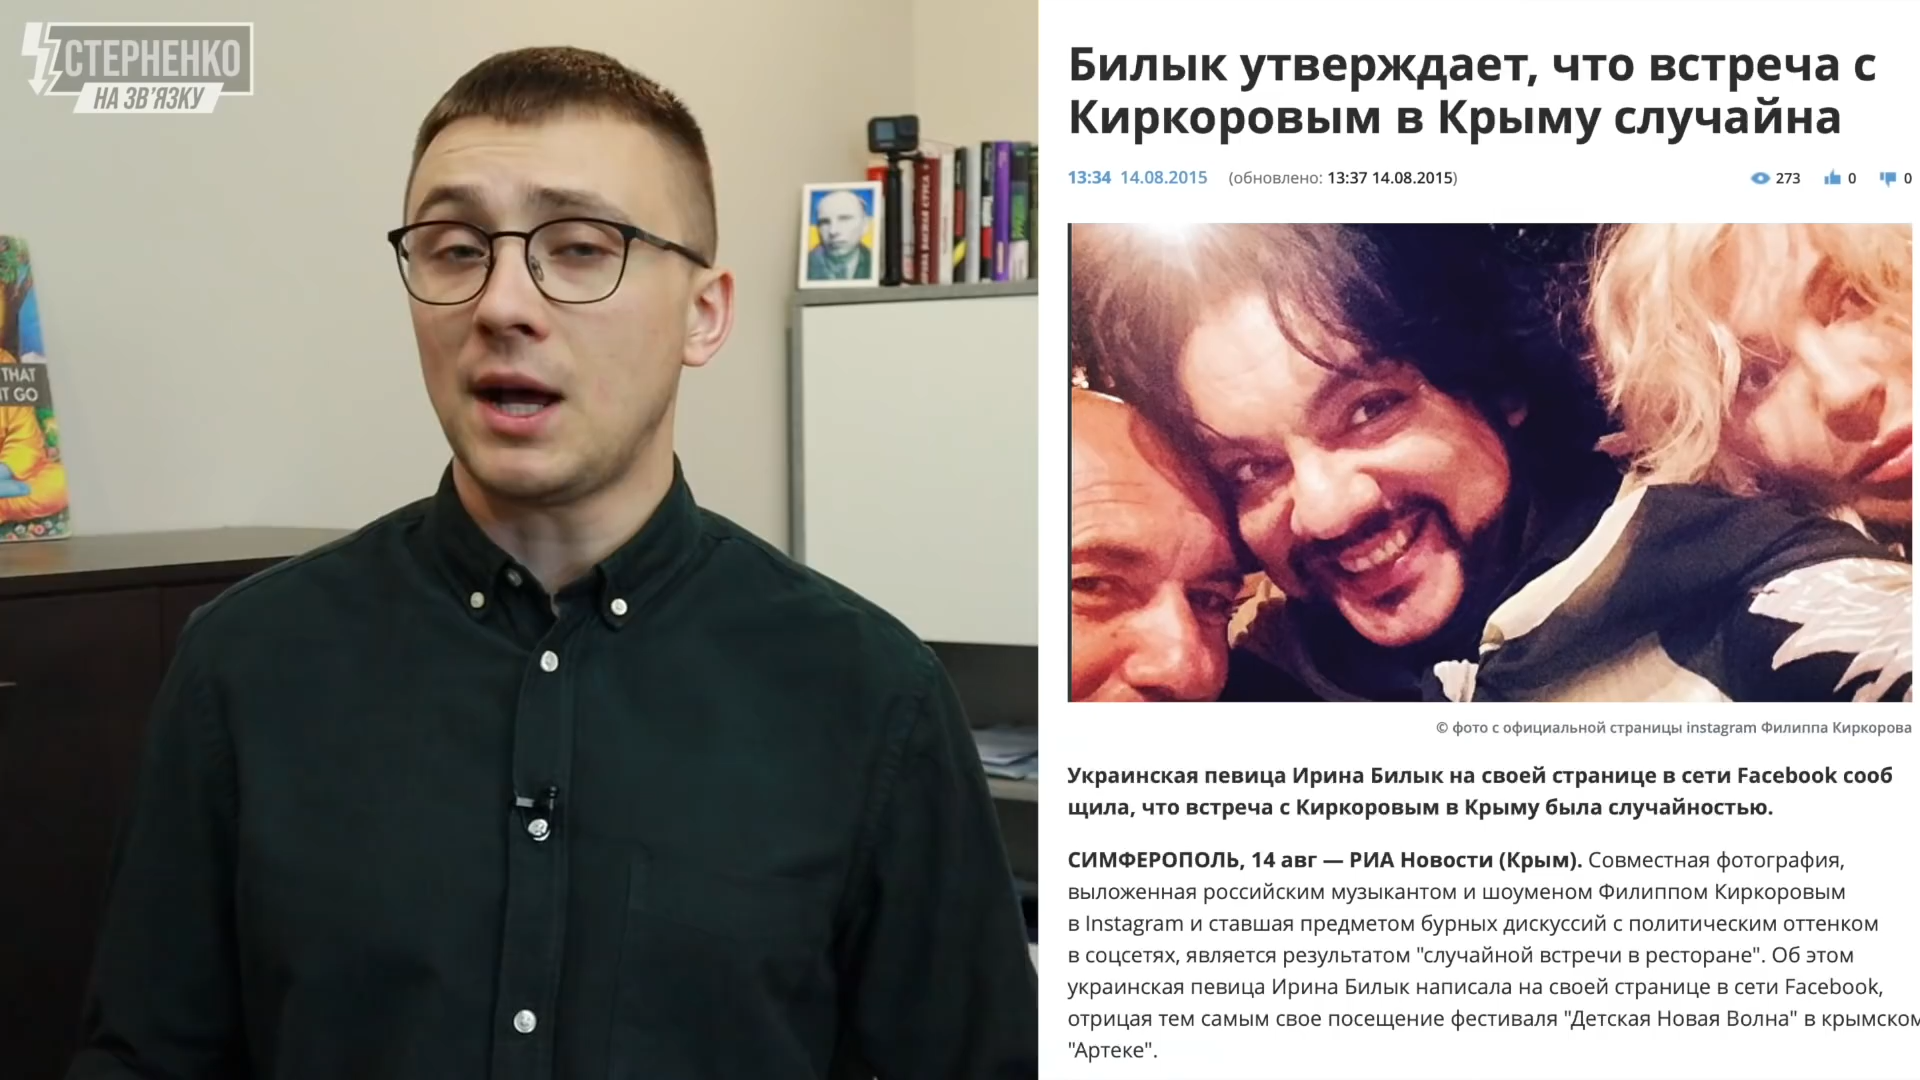 СТЕРНЕНКО
НА ЗВ'ЯЗКУ
THAT
IT GO
Билык утверждает, что встреча с
Киркоровым в Крыму случайна
13:34 14.08.2015 (обновлено: 13:37 14.08.2015) 273 0 0
© фото с официальной страницы instagram Филиппа Киркорова
Украинская певица Ирина Билык на своей странице в сети Facebook сооб
щила, что встреча с Киркоровым в Крыму была случайностью.
СИМФЕРОПОЛЬ, 14 авг — РИА Новости (Крым). Совместная фотография,
выложенная российским музыкантом и шоуменом Филиппом Киркоровым
в Instagram и ставшая предметом бурных дискуссий с политическим оттенком
в соцсетях, является результатом "случайной встречи в ресторане". Об этом
украинская певица Ирина Билык написала на своей странице в сети Facebook,
отрицая тем самым свое посещение фестиваля "Детская Новая Волна" в крымском
"Артеке".